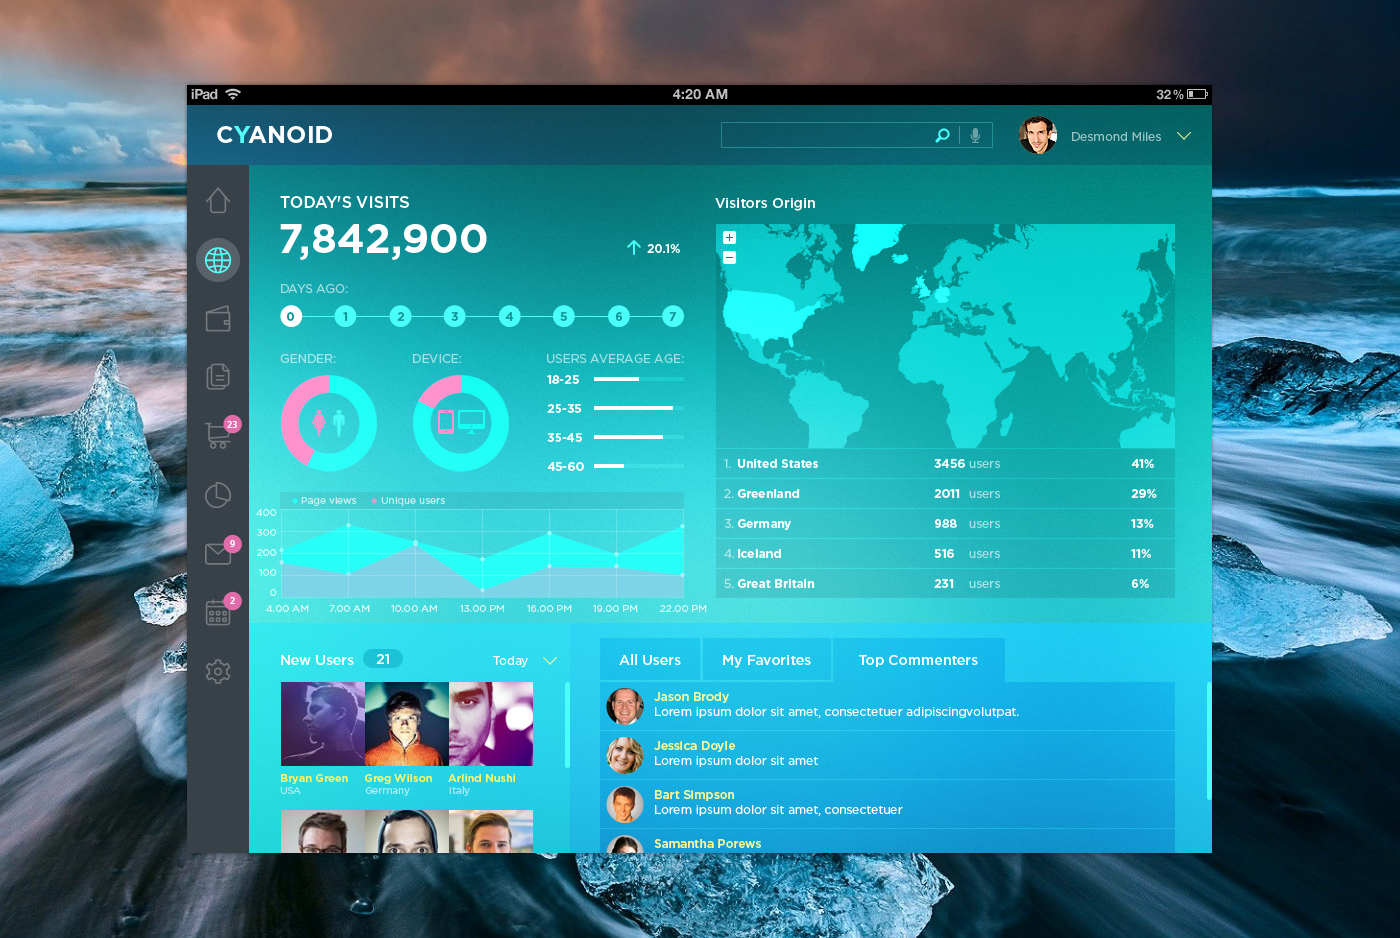 iPad 4:20 AM 32%
CYANOID
Desmond Miles
TODAY'S VISITS
7,842,900
20.1%
DAYS AGO:
0 1 2 3 4 5 6 7
GENDER:
DEVICE:
USERS AVERAGE AGE:
18-25
25-35
35-45
45-60
23
9
2
Page views Unique users
400
300
200
100
0
4.00 AM 7.00 AM 10.00 AM 13.00 PM 16.00 PM 19.00 PM 22.00 PM
Visitors Origin
+
−
1. United States 3456 users 41%
2. Greenland 2011 users 29%
3. Germany 988 users 13%
4. Iceland 516 users 11%
5. Great Britain 231 users 6%
New Users 21 Today
Bryan Green Greg Wilson Arlind Nushi
USA Germany Italy
All Users My Favorites Top Commenters
Jason Brody
Lorem ipsum dolor sit amet, consectetuer adipiscingvolutpat.
Jessica Doyle
Lorem ipsum dolor sit amet
Bart Simpson
Lorem ipsum dolor sit amet, consectetuer
Samantha Porews